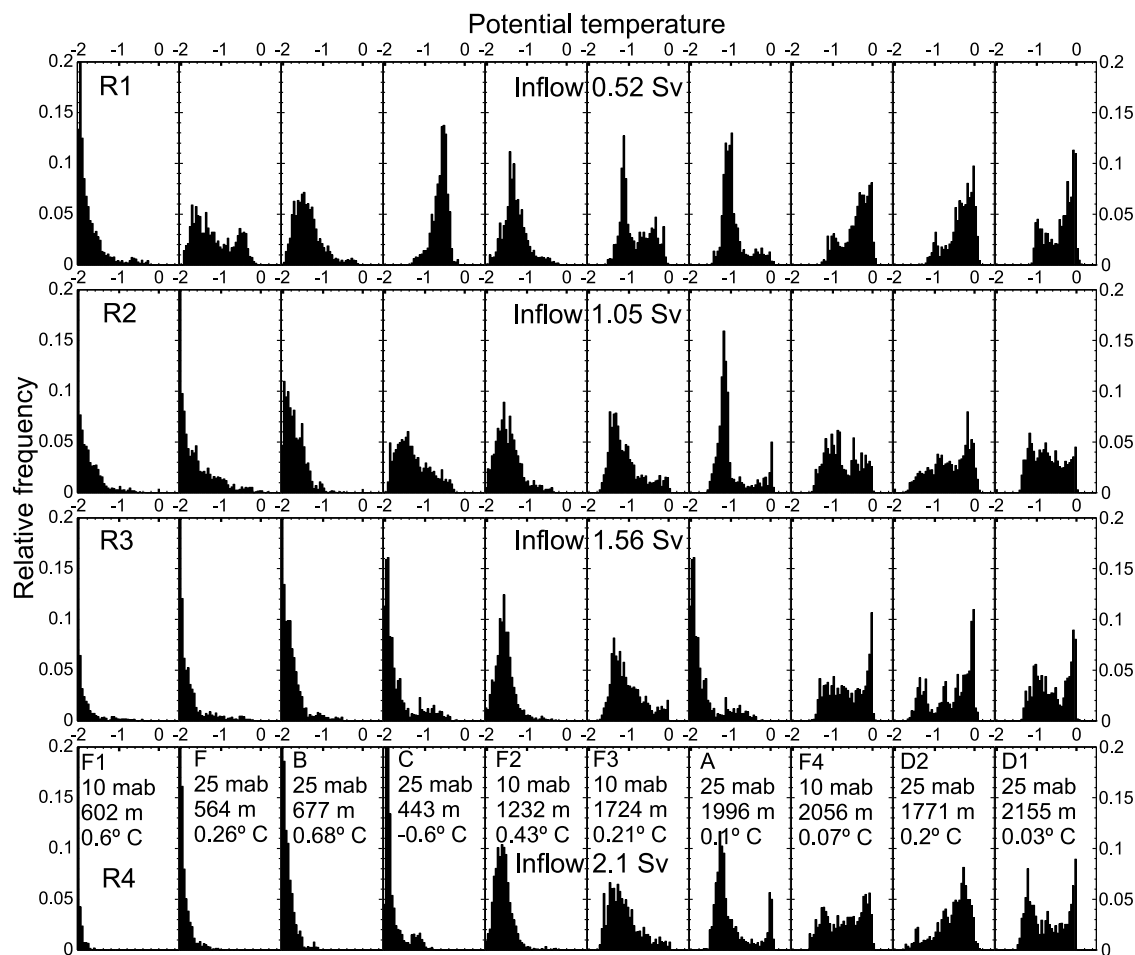 Potential temperature
-2 -1 0 -2 -1 0 -2 -1 0 -2 -1 0 -2 -1 0 -2 -1 0 -2 -1 0 -2 -1 0 -2 -1 0 -2 -1 0
0.2 R1 Inflow 0.52 Sv 0.2
0.15 0.15
0.1 0.1
0.05 0.05
0 0
-2 -1 0 -2 -1 0 -2 -1 0 -2 -1 0 -2 -1 0 -2 -1 0 -2 -1 0 -2 -1 0 -2 -1 0 -2 -1 0
0.2 R2 Inflow 1.05 Sv 0.2
0.15 0.15
0.1 0.1
0.05 0.05
0 0
-2 -1 0 -2 -1 0 -2 -1 0 -2 -1 0 -2 -1 0 -2 -1 0 -2 -1 0 -2 -1 0 -2 -1 0 -2 -1 0
Relative frequency
0.2 R3 Inflow 1.56 Sv 0.2
0.15 0.15
0.1 0.1
0.05 0.05
0 0
-2 -1 0 -2 -1 0 -2 -1 0 -2 -1 0 -2 -1 0 -2 -1 0 -2 -1 0 -2 -1 0 -2 -1 0 -2 -1 0
0.2 F1 F B C F2 F3 A F4 D2 D1 0.2
10 mab 25 mab 25 mab 25 mab 10 mab 10 mab 25 mab 10 mab 25 mab 25 mab
0.15 602 m 564 m 677 m 443 m 1232 m 1724 m 1996 m 2056 m 1771 m 2155 m 0.15
0.6º C 0.26º C 0.68º C -0.6º C 0.43º C 0.21º C 0.1º C 0.07º C 0.2º C 0.03º C
0.1 0.1
R4 Inflow 2.1 Sv
0.05 0.05
0 0